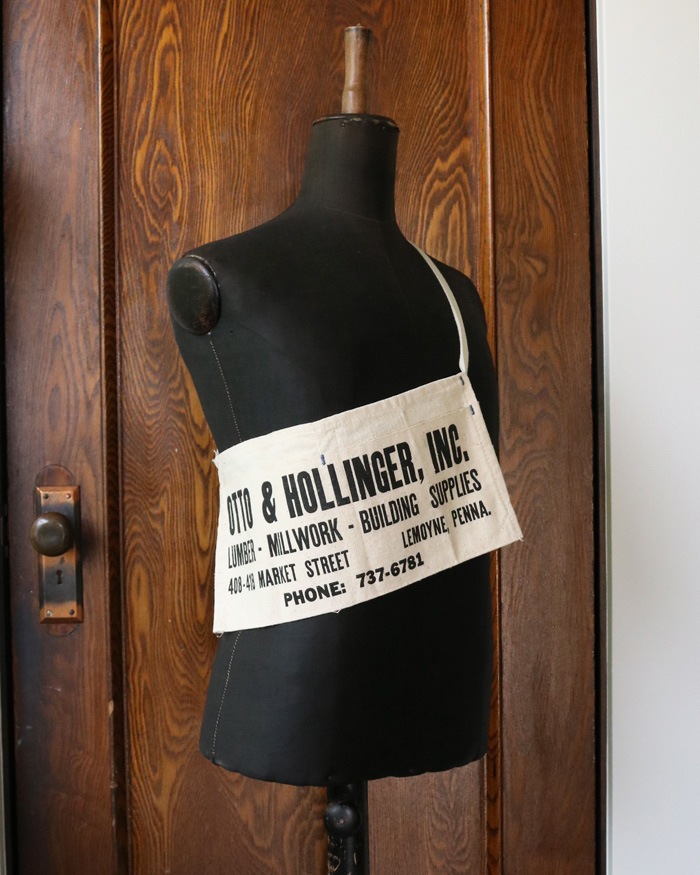 OTTO & HOLLINGER, INC.
LUMBER - MILLWORK - BUILDING SUPPLIES
408-418 MARKET STREET LEMOYNE, PENNA.
PHONE: 737-6781